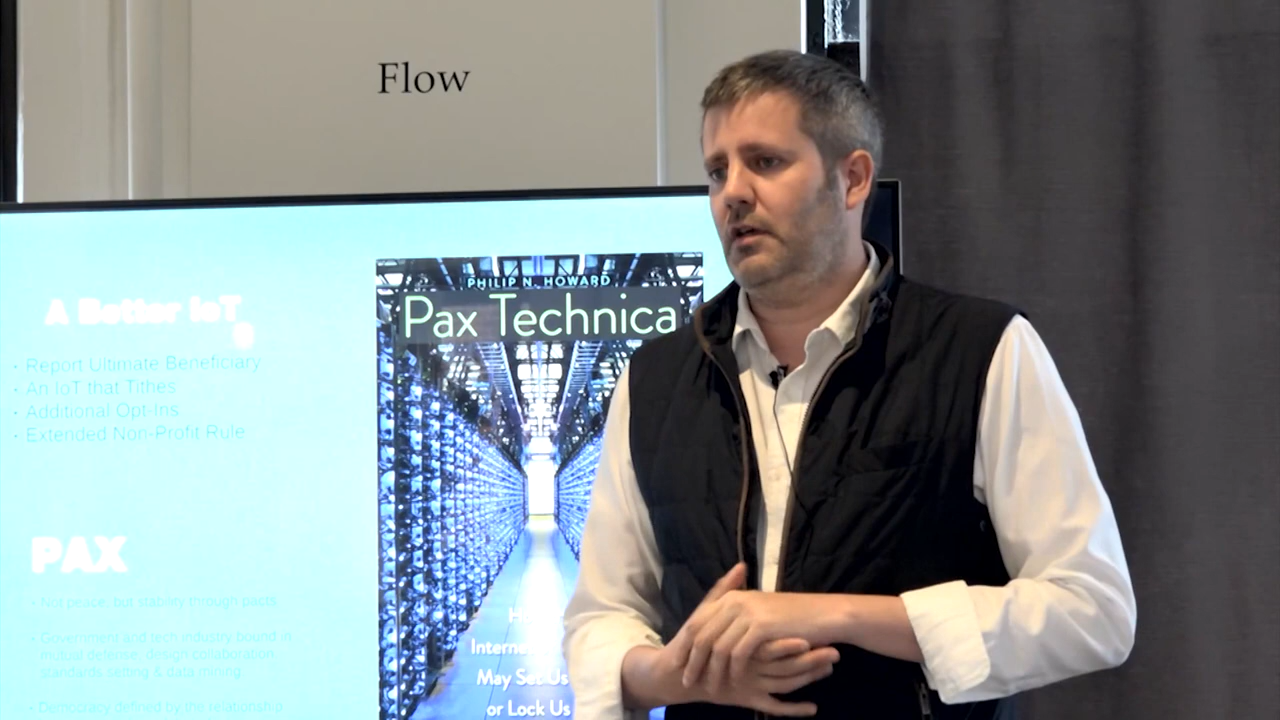 Flow
A Better IoT
• Report Ultimate Beneficiary
• An IoT that Tithes
• Additional Opt-Ins
• Extended Non-Profit Rule
PAX
• Not peace, but stability through pacts
• Government and tech industry bound in
mutual defense, design collaboration,
standards setting & data mining
• Democracy defined by the relationship
PHILIP N. HOWARD
Pax Technica
May Set Us
or Lock Us